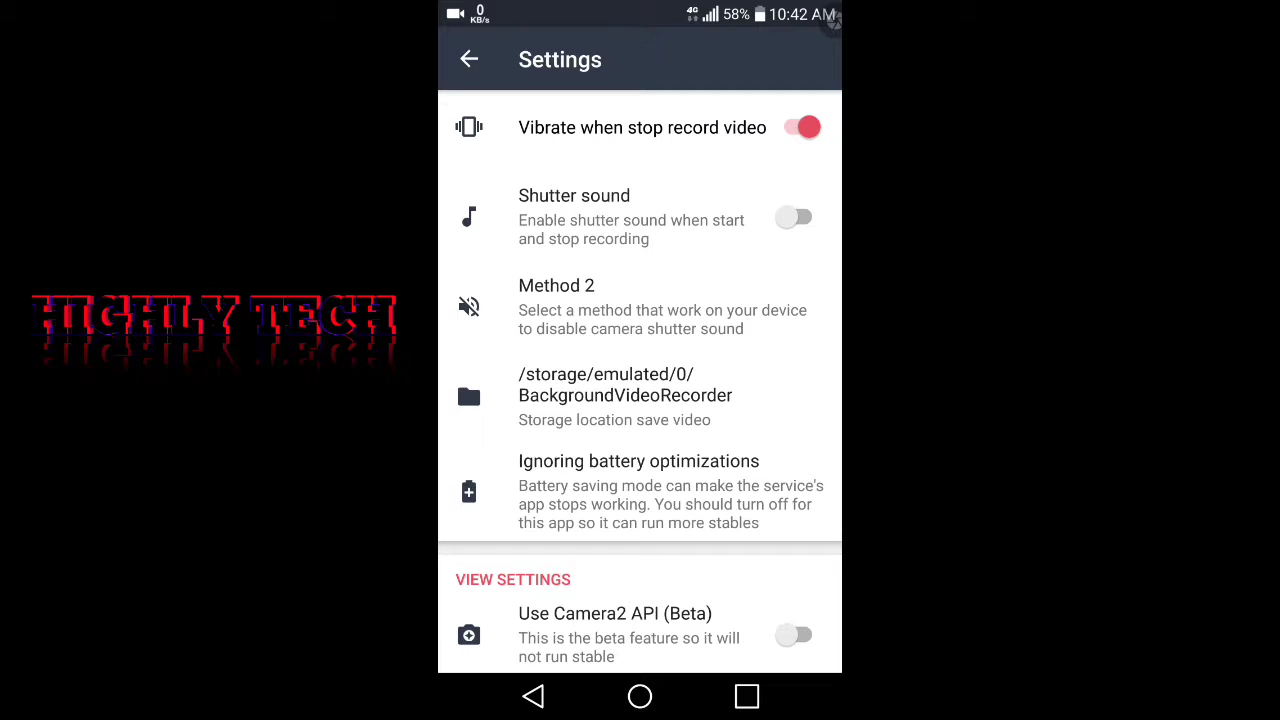 0
KB/s
4G
58%
10:42 AM
Settings
Vibrate when stop record video
Shutter sound
Enable shutter sound when start
and stop recording
HIGHLY TECH
Method 2
Select a method that work on your device
to disable camera shutter sound
/storage/emulated/0/
BackgroundVideoRecorder
Storage location save video
Ignoring battery optimizations
Battery saving mode can make the service's
app stops working. You should turn off for
this app so it can run more stables
VIEW SETTINGS
Use Camera2 API (Beta)
This is the beta feature so it will
not run stable